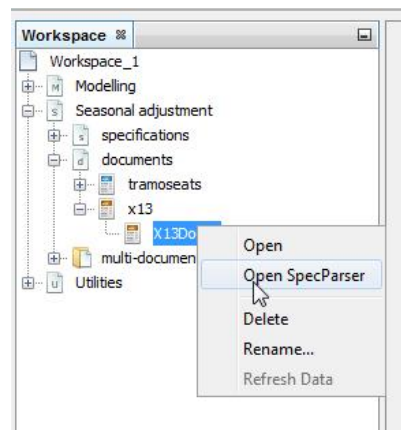 Workspace
Workspace_1
M Modelling
S Seasonal adjustment
s specifications
d documents
tramoseats
x13
X13Do
multi-documen
U Utilities
Open
Open SpecParser
Delete
Rename...
Refresh Data